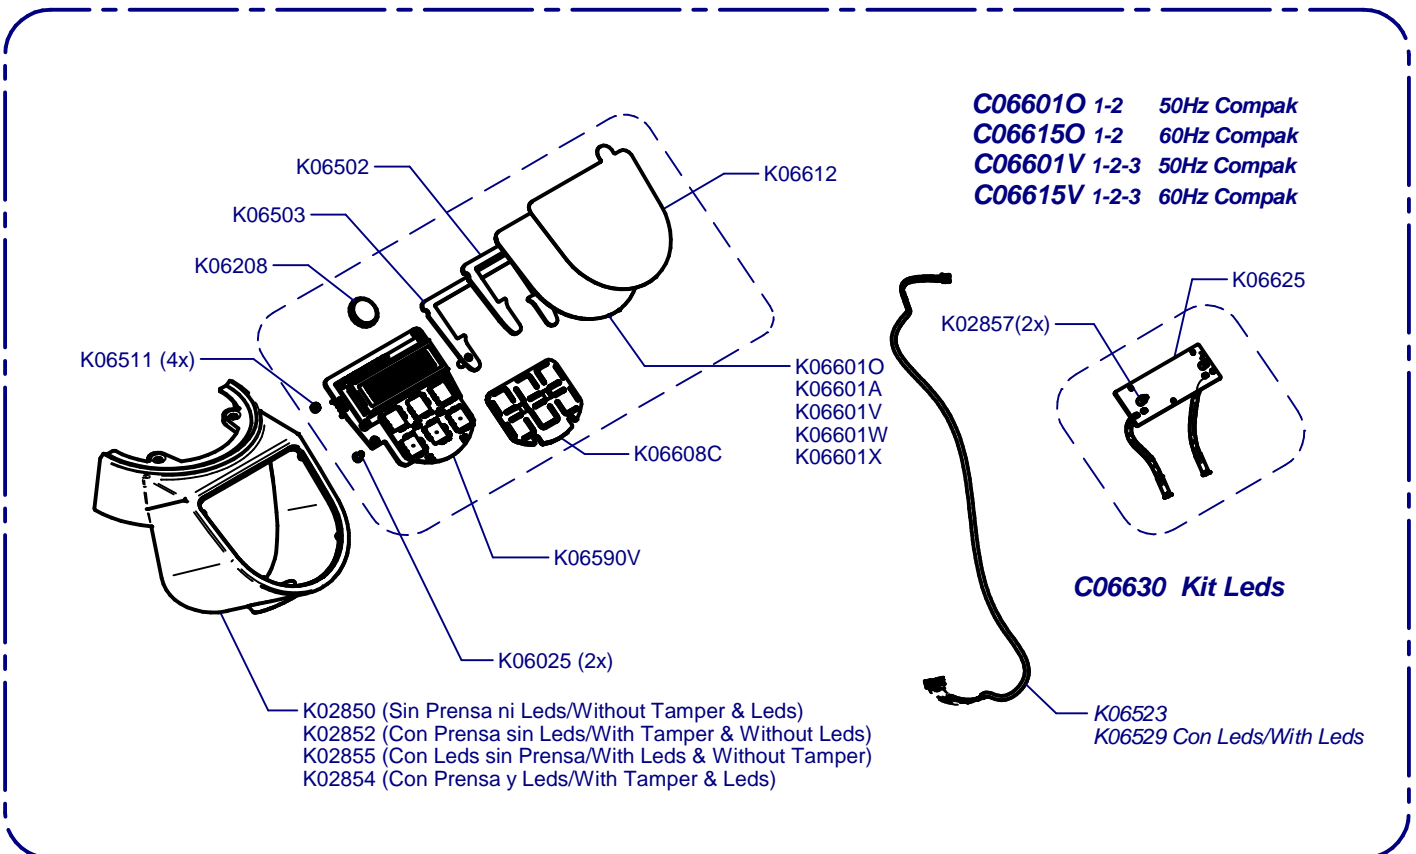 C06601O 1-2 50Hz Compak
C06615O 1-2 60Hz Compak
C06601V 1-2-3 50Hz Compak
C06615V 1-2-3 60Hz Compak
K06502
K06612
K06503
K06208
K06625
K02857(2x)
K06511 (4x)
K06601O
K06601A
K06601V
K06601W
K06601X
K06608C
K06590V
C06630 Kit Leds
K06025 (2x)
K02850 (Sin Prensa ni Leds/Without Tamper & Leds)
K02852 (Con Prensa sin Leds/With Tamper & Without Leds)
K02855 (Con Leds sin Prensa/With Leds & Without Tamper)
K02854 (Con Prensa y Leds/With Tamper & Leds)
K06523
K06529 Con Leds/With Leds